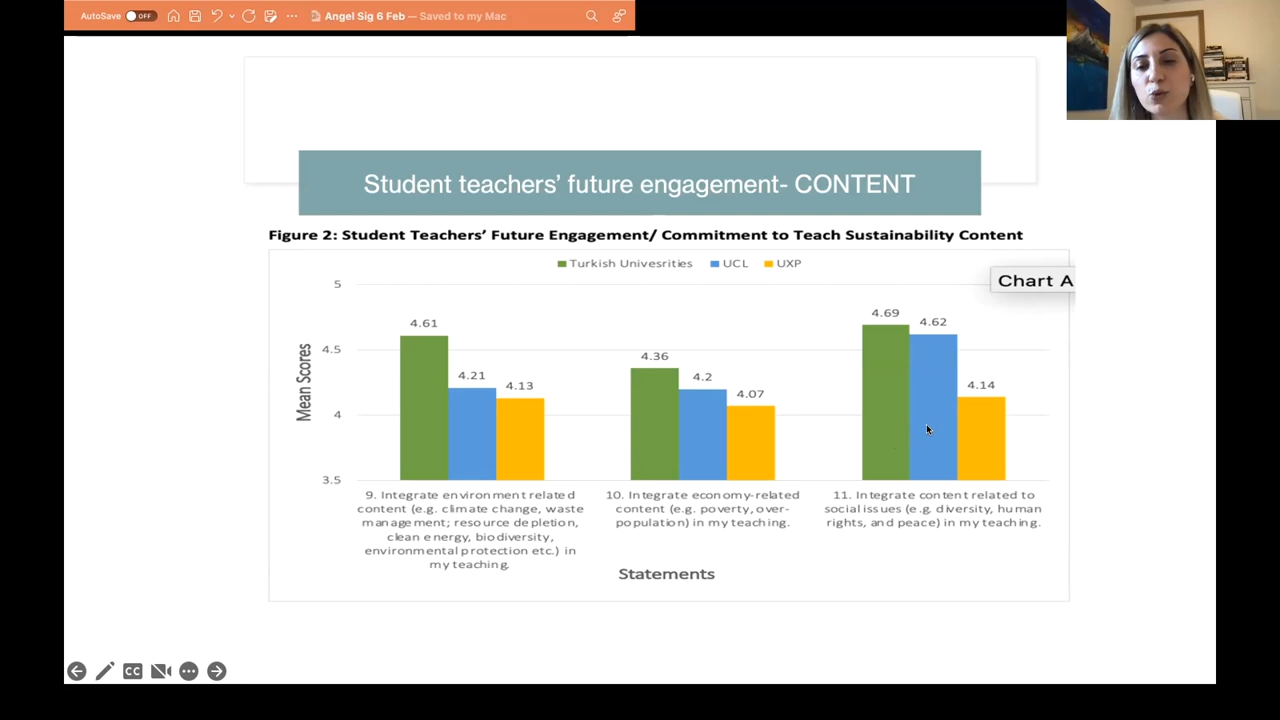 AutoSave OFF
Angel Sig 6 Feb — Saved to my Mac
Student teachers' future engagement- CONTENT
Figure 2: Student Teachers' Future Engagement/ Commitment to Teach Sustainability Content
Turkish Univesrities UCL UXP
Chart A
5
4.5
4
3.5
Mean Scores
4.61
4.21
4.13
4.36
4.2
4.07
4.69
4.62
4.14
9. Integrate environment related
content (e.g. climate change, waste
management; resource depletion,
clean energy, biodiversity,
environmental protection etc.) in
my teaching.
10. Integrate economy-related
content (e.g. poverty, over-
population) in my teaching.
11. Integrate content related to
social issues (e.g. diversity, human
rights, and peace) in my teaching.
Statements
CC